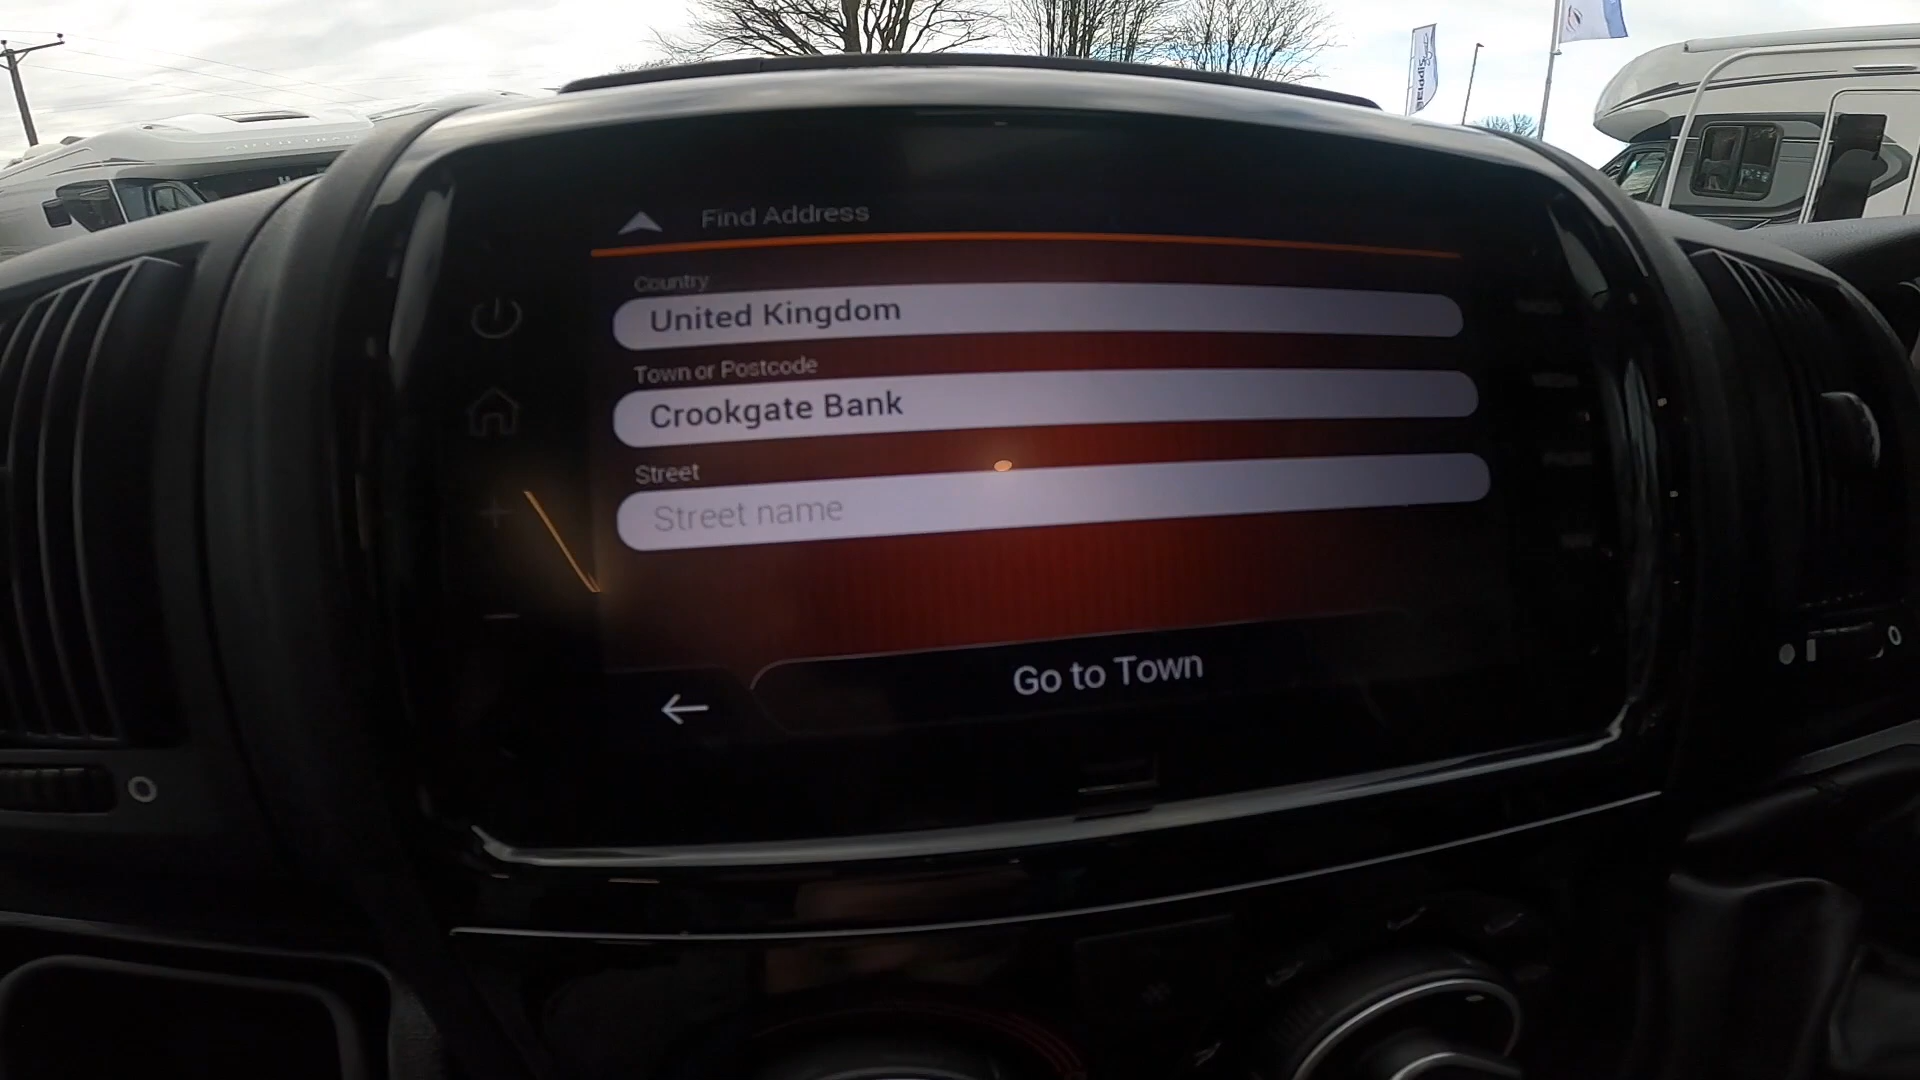 Find Address
Country
United Kingdom
Town or Postcode
Crookgate Bank
Street
Street name
Go to Town